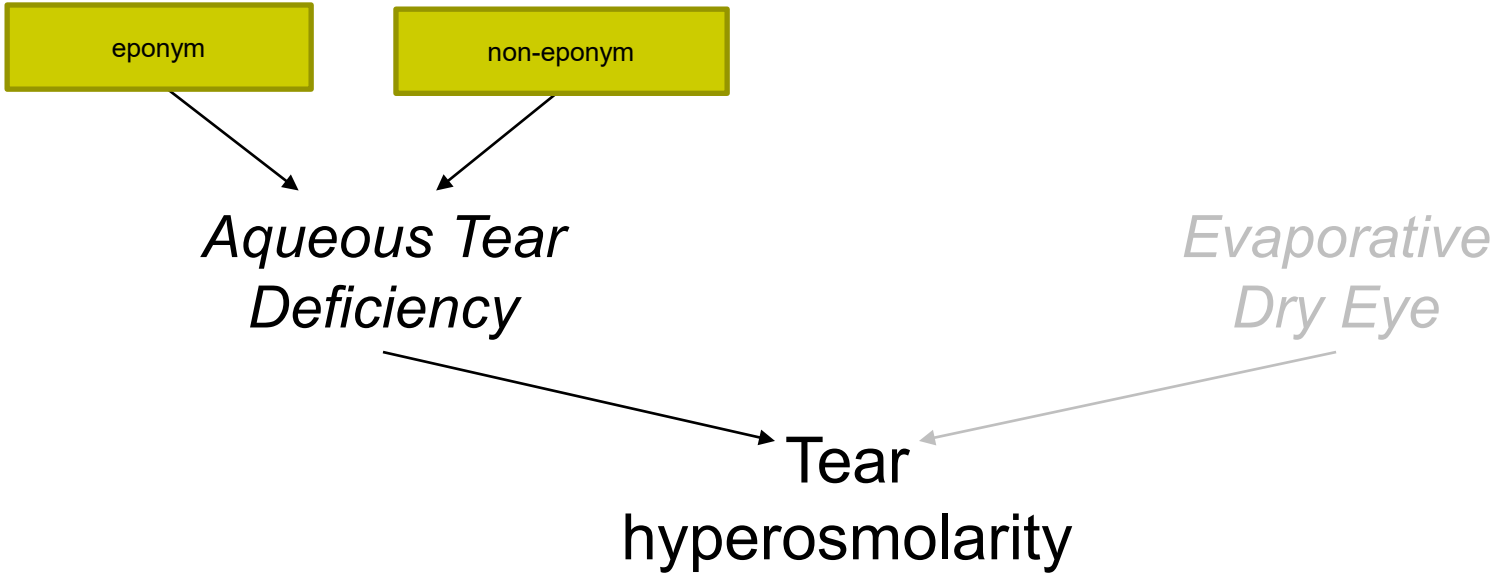 eponym
non-eponym
Aqueous Tear
Deficiency
Evaporative
Dry Eye
Tear
hyperosmolarity